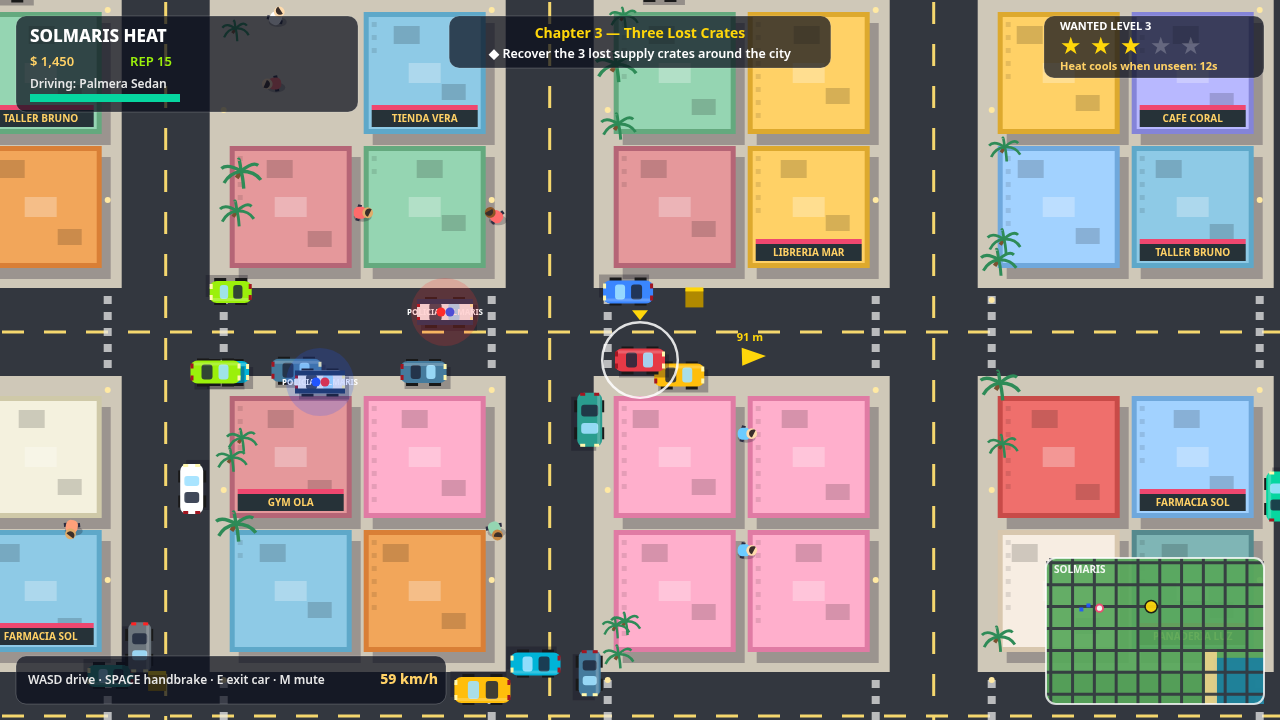 SOLMARIS HEAT
$ 1,450
REP 15
Driving: Palmera Sedan
Chapter 3 — Three Lost Crates
◆ Recover the 3 lost supply crates around the city
WANTED LEVEL 3
★ ★ ★ ★ ★
Heat cools when unseen: 12s
TALLER BRUNO
TIENDA VERA
CAFE CORAL
LIBRERIA MAR
TALLER BRUNO
91 m
GYM OLA
FARMACIA SOL
FARMACIA SOL
SOLMARIS
PANADERIA LUZ
WASD drive · SPACE handbrake · E exit car · M mute
59 km/h